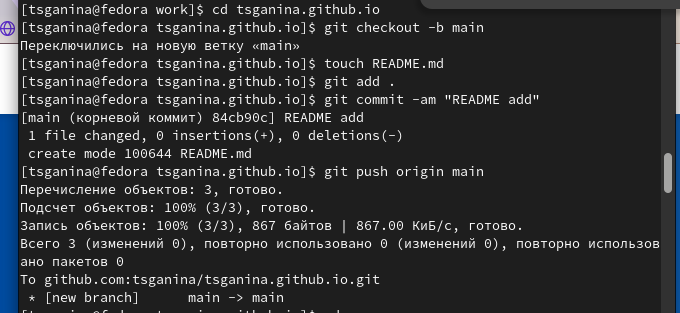 [tsganina@fedora work]$ cd tsganina.github.io
[tsganina@fedora tsganina.github.io]$ git checkout -b main
Переключились на новую ветку «main»
[tsganina@fedora tsganina.github.io]$ touch README.md
[tsganina@fedora tsganina.github.io]$ git add .
[tsganina@fedora tsganina.github.io]$ git commit -am "README add"
[main (корневой коммит) 84cb90c] README add
 1 file changed, 0 insertions(+), 0 deletions(-)
 create mode 100644 README.md
[tsganina@fedora tsganina.github.io]$ git push origin main
Перечисление объектов: 3, готово.
Подсчет объектов: 100% (3/3), готово.
Запись объектов: 100% (3/3), 867 байтов | 867.00 КиБ/с, готово.
Всего 3 (изменений 0), повторно использовано 0 (изменений 0), повторно использов
ано пакетов 0
To github.com:tsganina/tsganina.github.io.git
 * [new branch]      main -> main